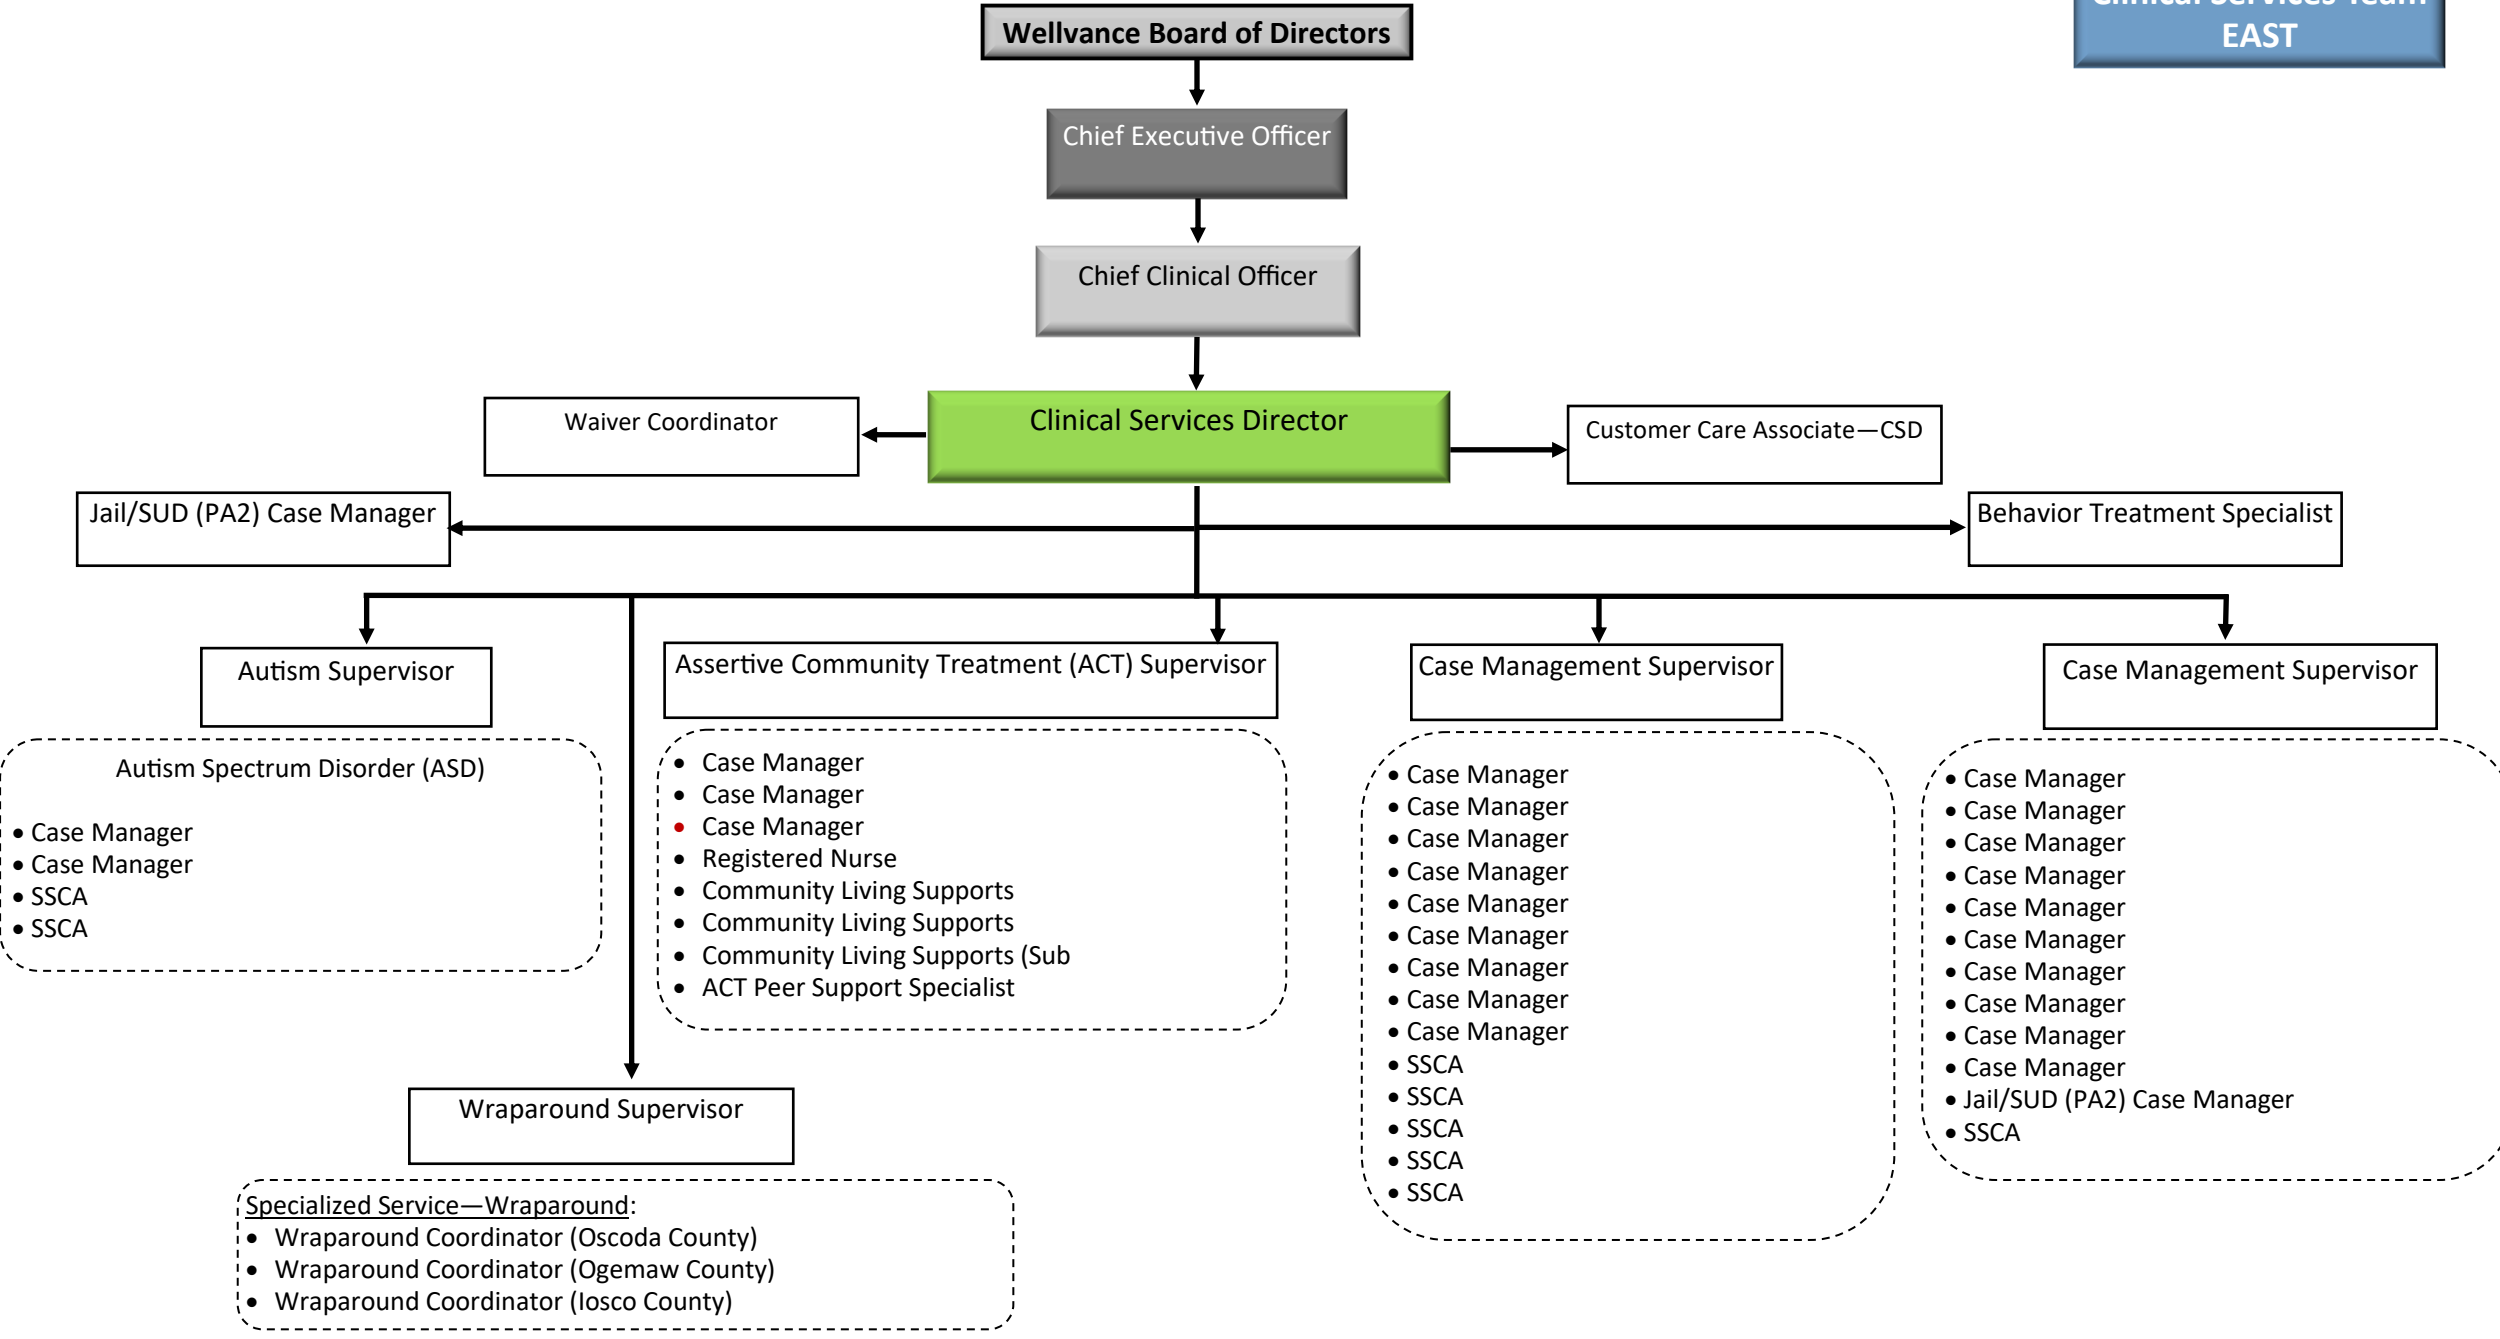 Wellvance Board of Directors
Clinical Services Team
EAST
Chief Executive Officer
Chief Clinical Officer
Clinical Services Director
Waiver Coordinator
Customer Care Associate—CSD
Jail/SUD (PA2) Case Manager
Behavior Treatment Specialist
Autism Supervisor
Autism Spectrum Disorder (ASD)
• Case Manager
• Case Manager
• SSCA
• SSCA
Assertive Community Treatment (ACT) Supervisor
• Case Manager
• Case Manager
• Case Manager
• Registered Nurse
• Community Living Supports
• Community Living Supports
• Community Living Supports (Sub
• ACT Peer Support Specialist
Case Management Supervisor
• Case Manager
• Case Manager
• Case Manager
• Case Manager
• Case Manager
• Case Manager
• Case Manager
• Case Manager
• Case Manager
• SSCA
• SSCA
• SSCA
• SSCA
• SSCA
Case Management Supervisor
• Case Manager
• Case Manager
• Case Manager
• Case Manager
• Case Manager
• Case Manager
• Case Manager
• Case Manager
• Case Manager
• Case Manager
• Jail/SUD (PA2) Case Manager
• SSCA
Wraparound Supervisor
Specialized Service—Wraparound:
• Wraparound Coordinator (Oscoda County)
• Wraparound Coordinator (Ogemaw County)
• Wraparound Coordinator (Iosco County)